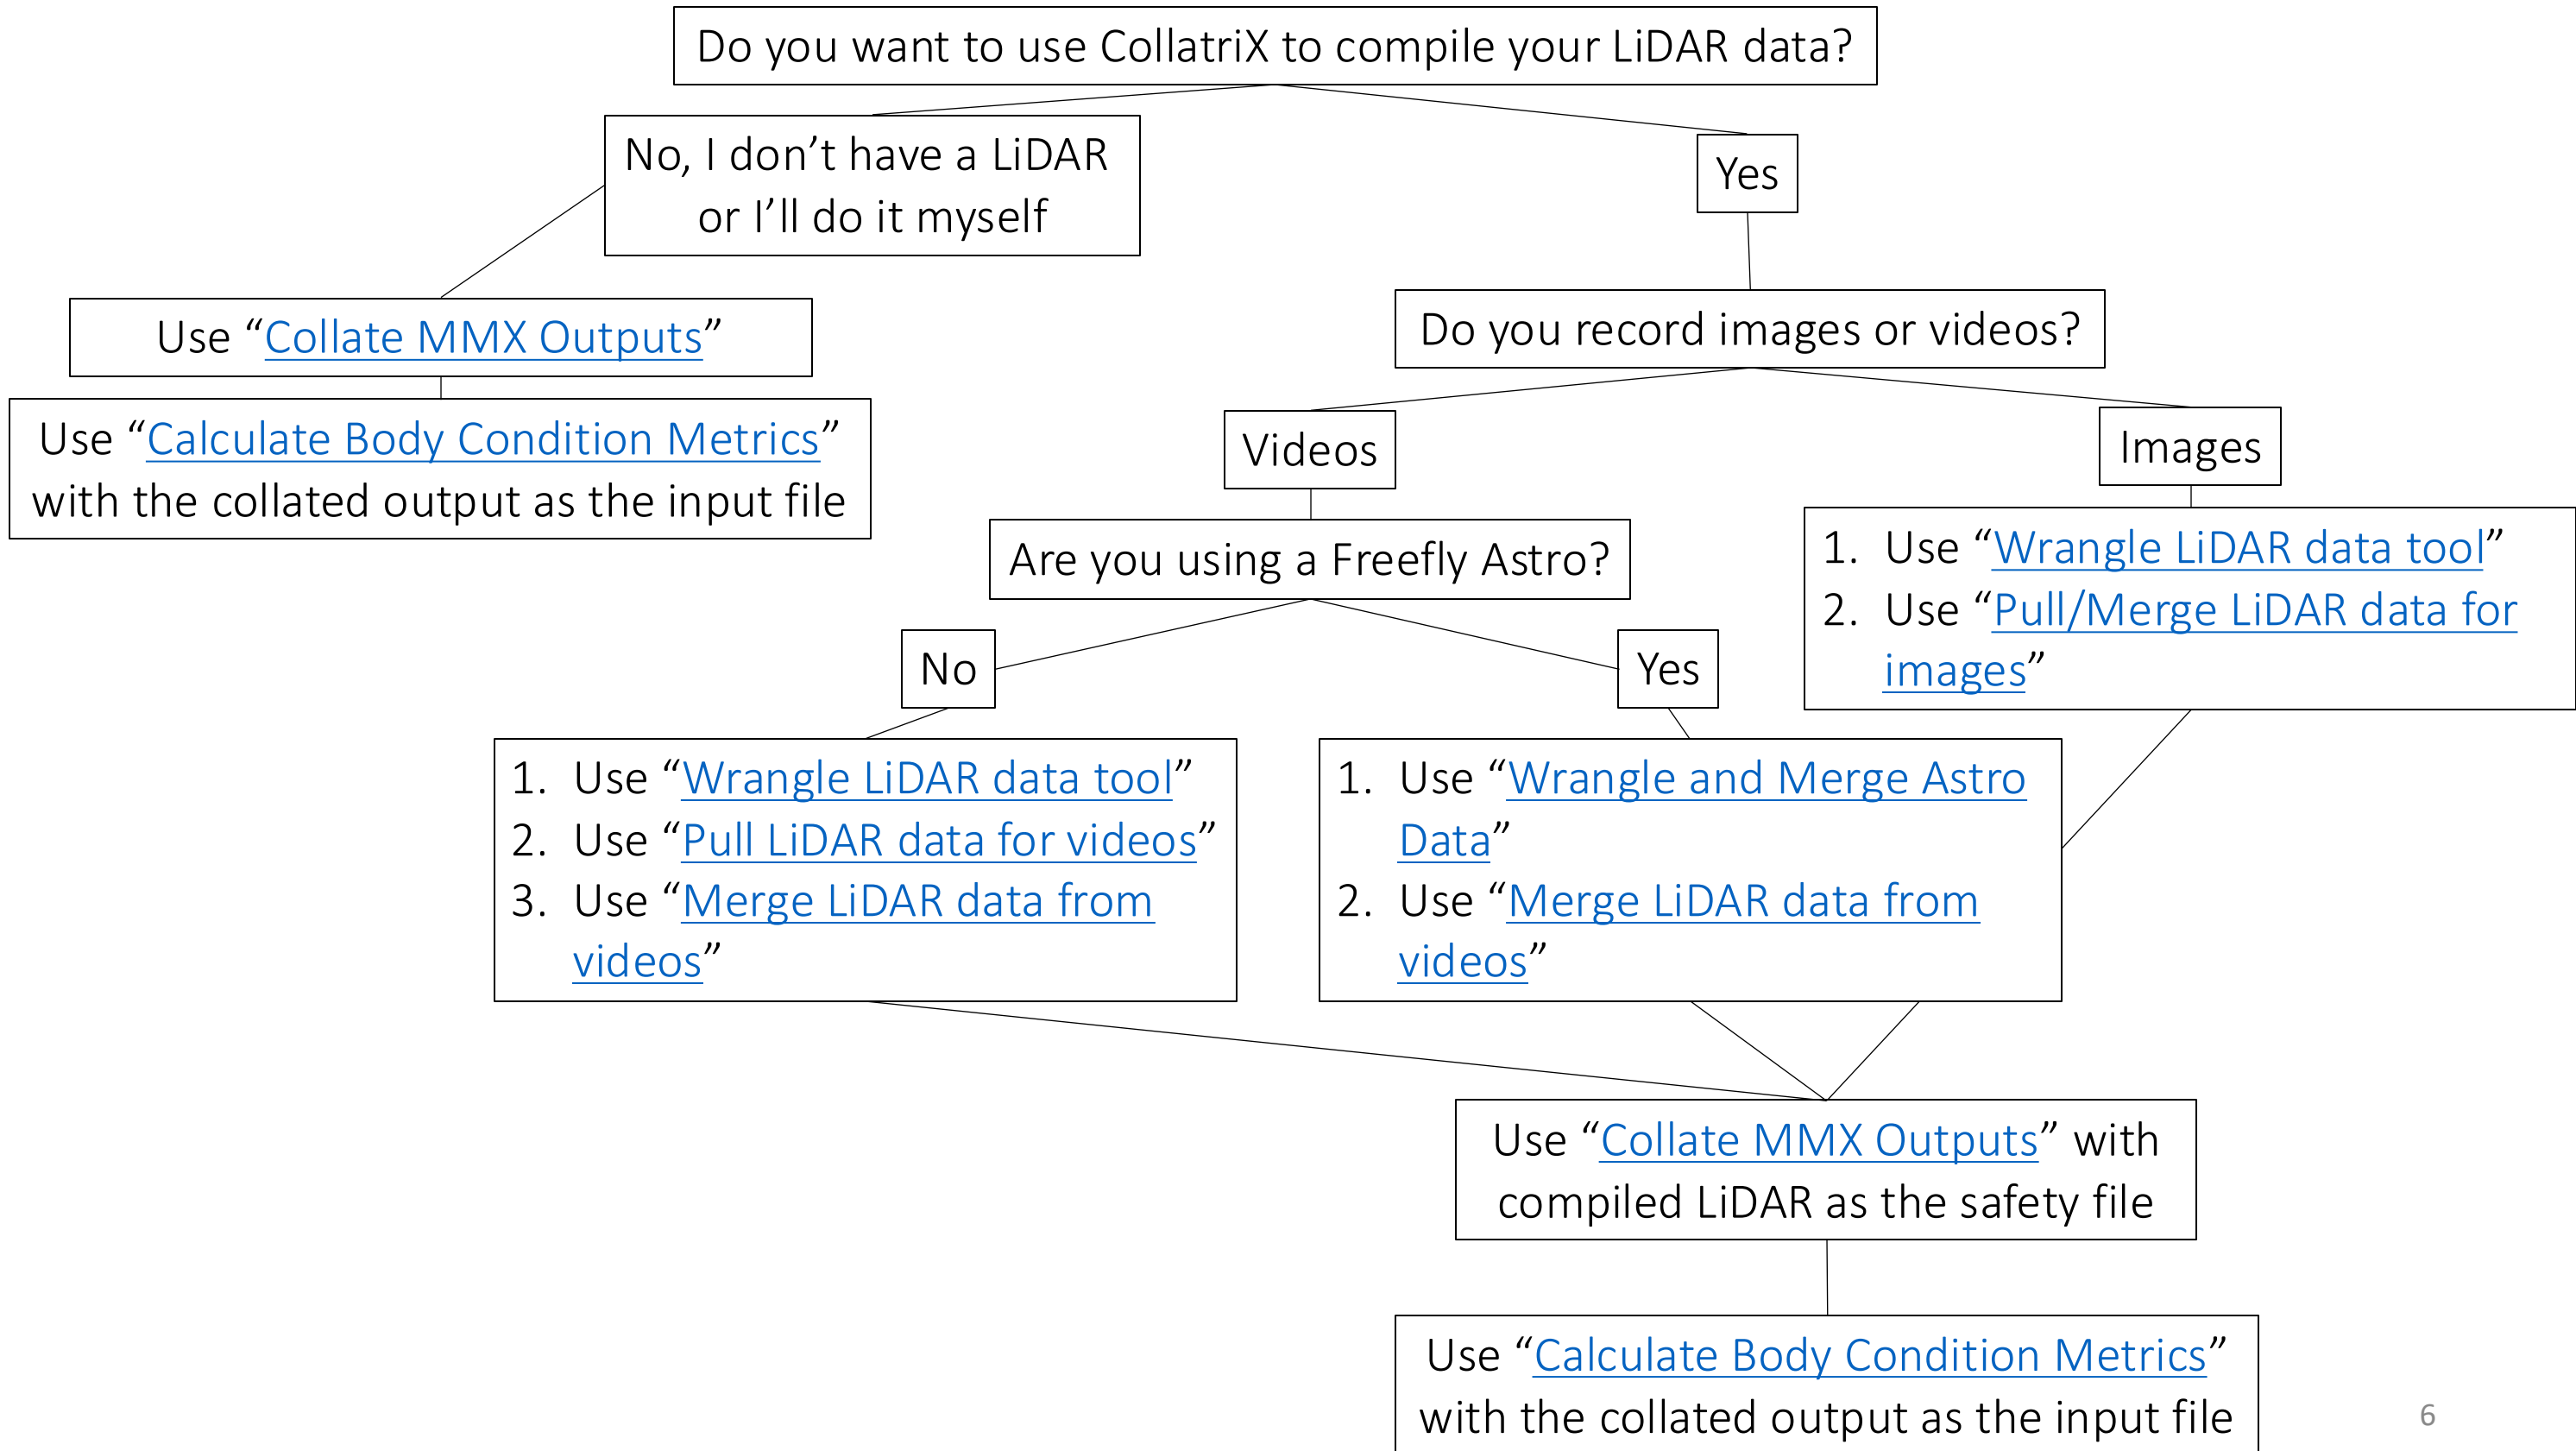 Do you want to use CollatriX to compile your LiDAR data?
No, I don’t have a LiDAR
or I’ll do it myself
Yes
Use “Collate MMX Outputs”
Use “Calculate Body Condition Metrics”
with the collated output as the input file
Do you record images or videos?
Videos
Images
Are you using a Freefly Astro?
1. Use “Wrangle LiDAR data tool”
2. Use “Pull/Merge LiDAR data for
images”
No
Yes
1. Use “Wrangle LiDAR data tool”
2. Use “Pull LiDAR data for videos”
3. Use “Merge LiDAR data from
videos”
1. Use “Wrangle and Merge Astro
Data”
2. Use “Merge LiDAR data from
videos”
Use “Collate MMX Outputs” with
compiled LiDAR as the safety file
Use “Calculate Body Condition Metrics”
with the collated output as the input file
6